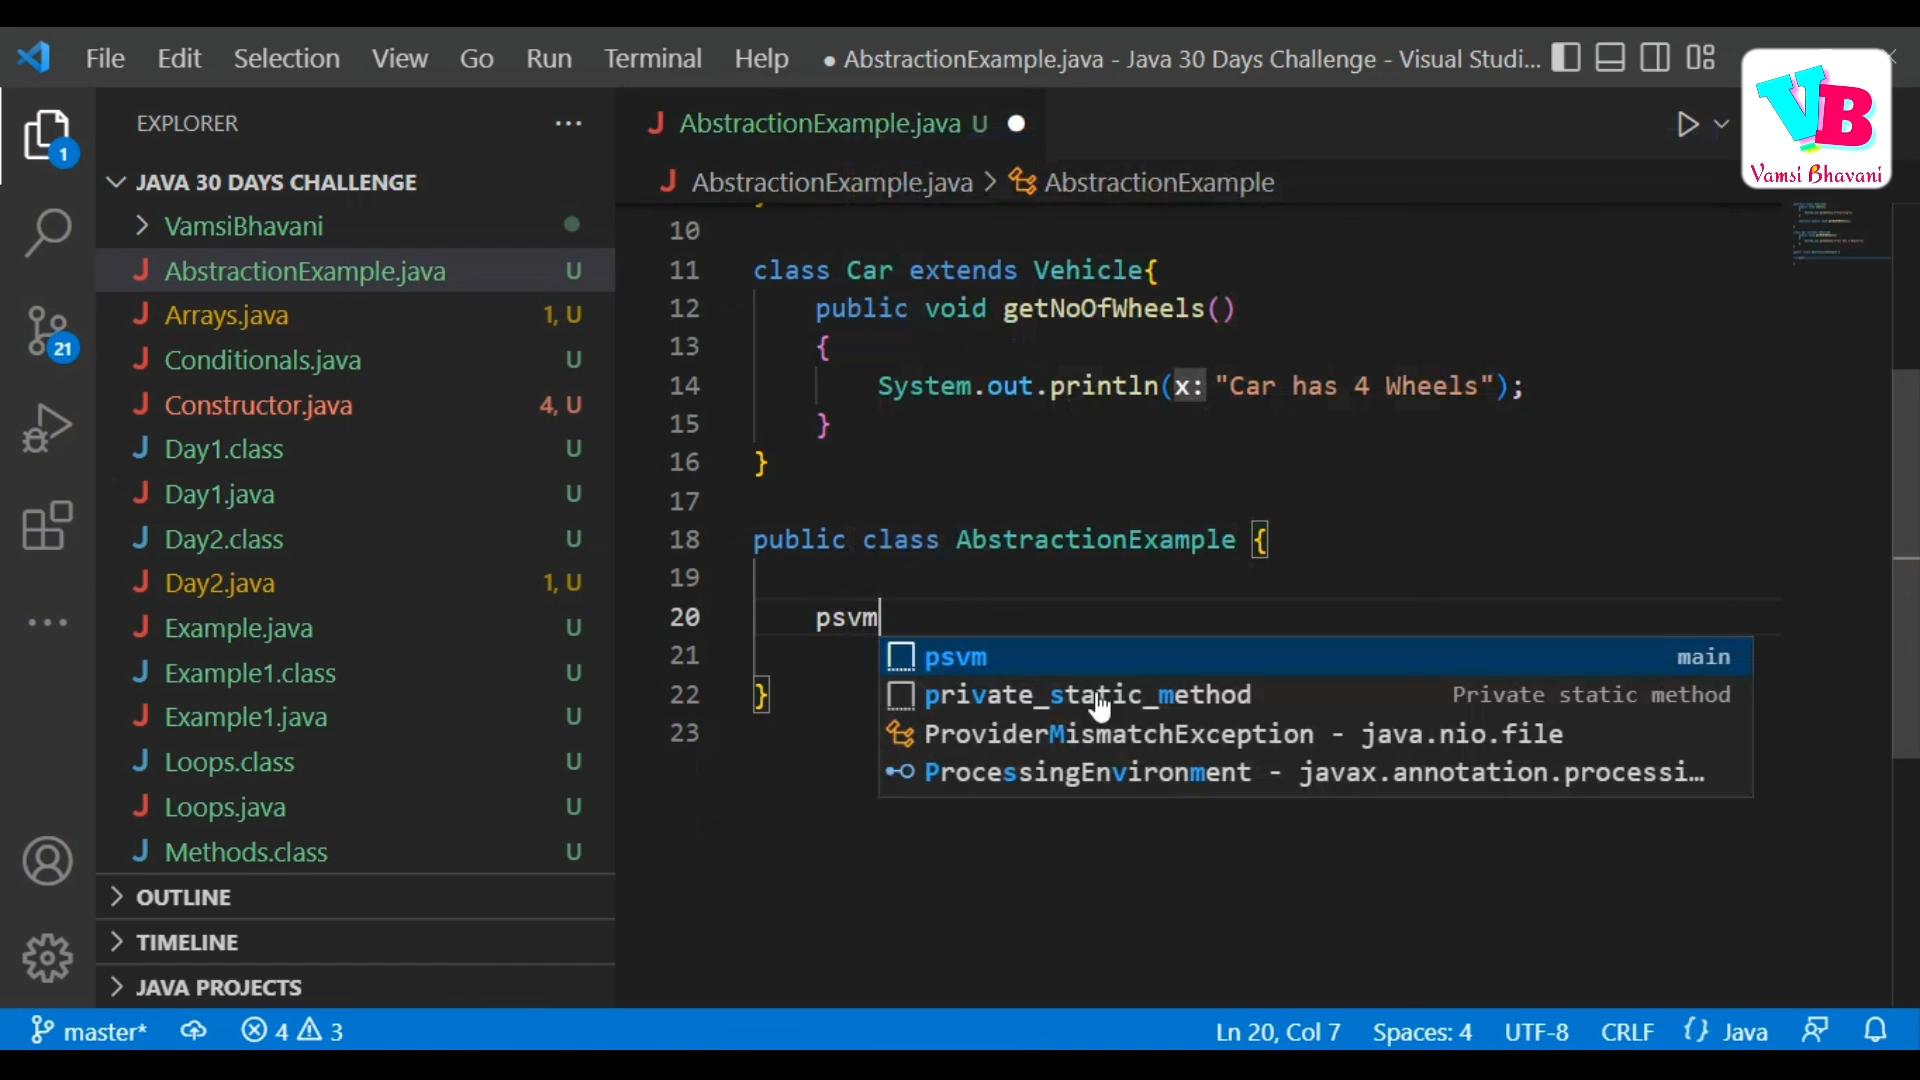 File Edit Selection View Go Run Terminal Help ● AbstractionExample.java - Java 30 Days Challenge - Visual Studi...
VB
Vamsi Bhavani
EXPLORER ...
AbstractionExample.java U
1
JAVA 30 DAYS CHALLENGE
AbstractionExample.java > AbstractionExample
VamsiBhavani
AbstractionExample.java U
Arrays.java 1, U
21
Conditionals.java U
Constructor.java 4, U
Day1.class U
Day1.java U
Day2.class U
Day2.java 1, U
Example.java U
Example1.class U
Example1.java U
Loops.class U
Loops.java U
Methods.class U
OUTLINE
TIMELINE
JAVA PROJECTS
10
11 class Car extends Vehicle{
12 public void getNoOfWheels()
13 {
14 System.out.println(x: "Car has 4 Wheels");
15 }
16 }
17
18 public class AbstractionExample {
19
20 psvm
21
22 }
23
psvm main
private_static_method Private static method
ProviderMismatchException - java.nio.file
ProcessingEnvironment - javax.annotation.processi...
master* 4 3 Ln 20, Col 7 Spaces: 4 UTF-8 CRLF {} Java